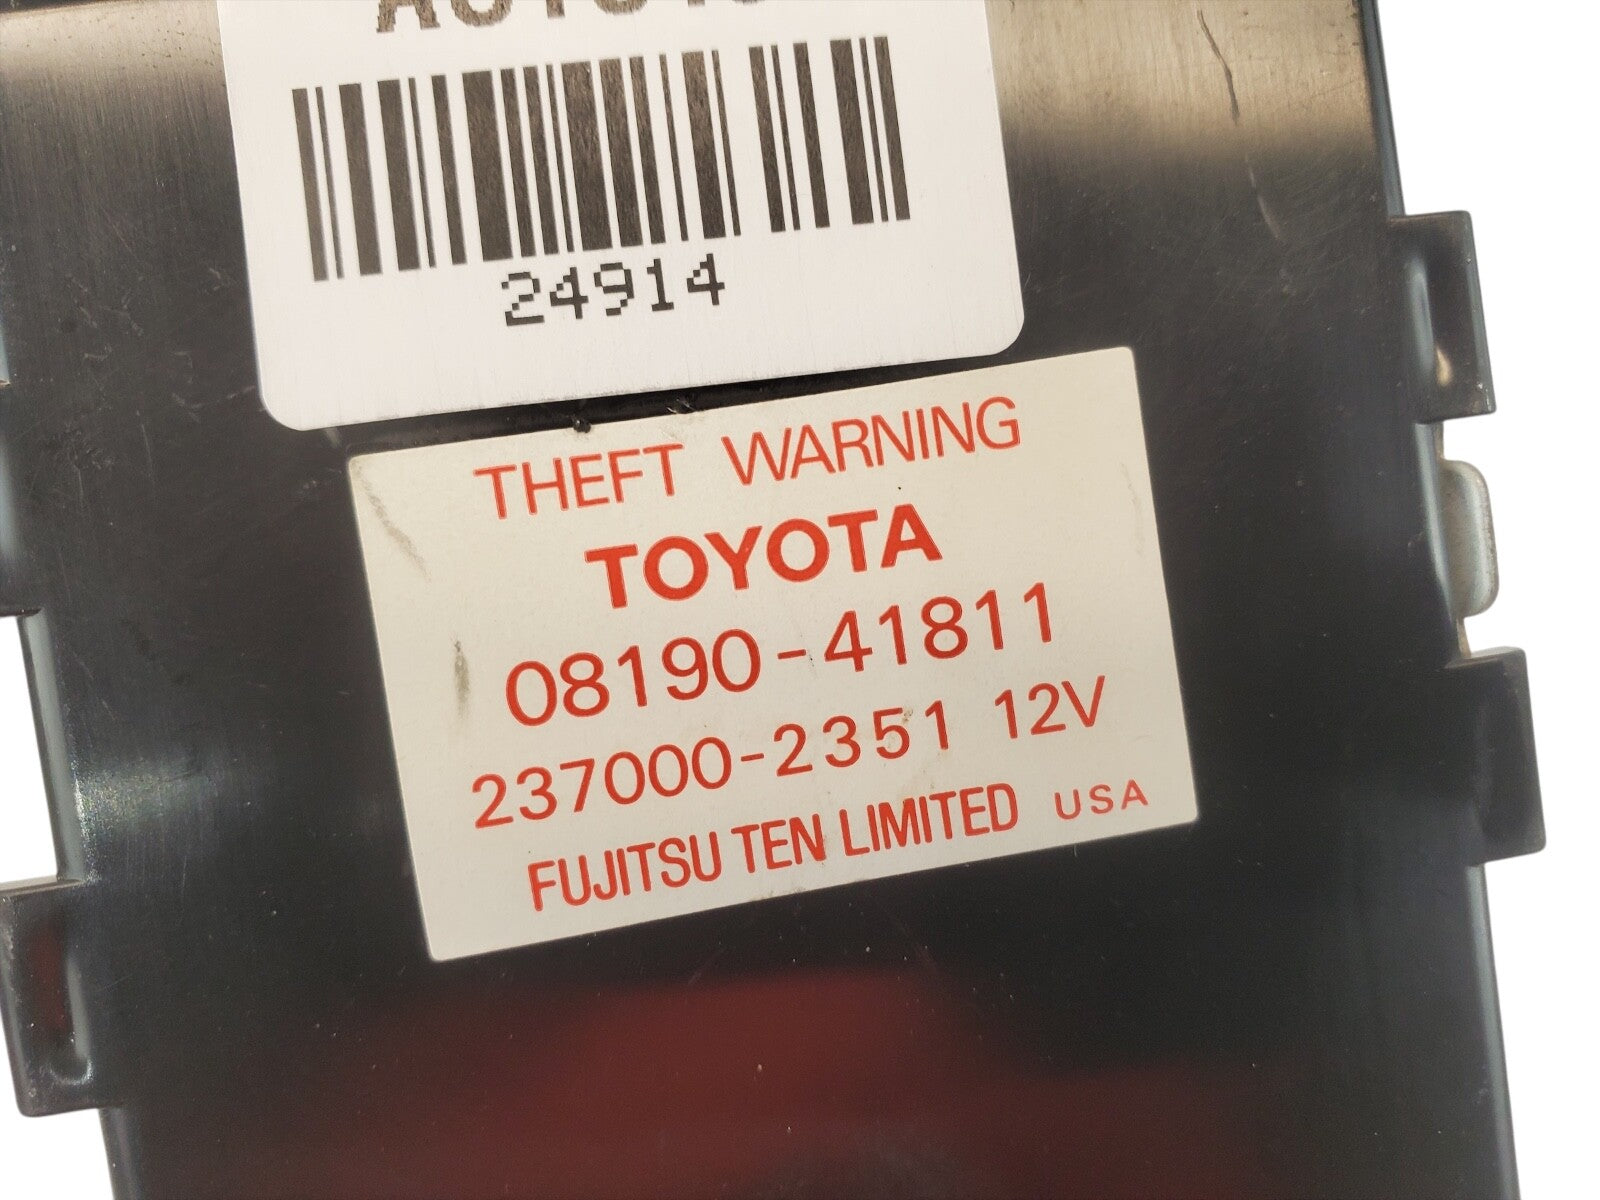 24914
THEFT WARNING
TOYOTA
08190-41811
237000-2351 12V
FUJITSU TEN LIMITED USA